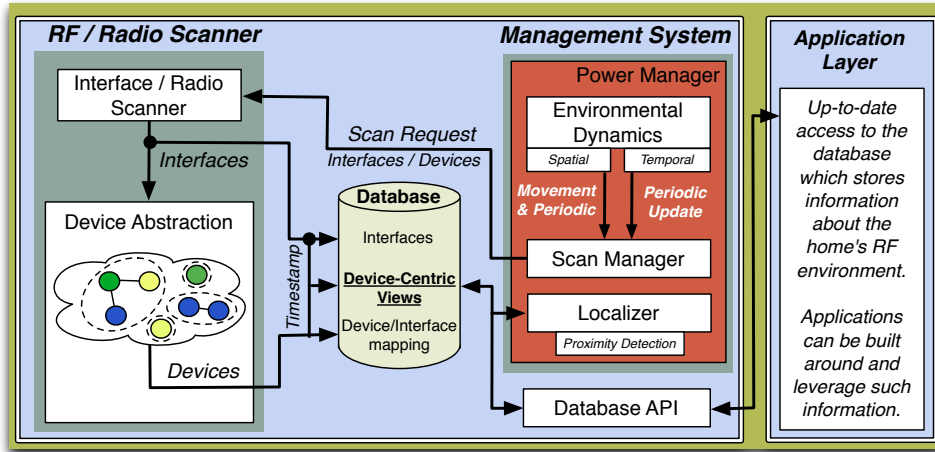 RF / Radio Scanner
Interface / Radio
Scanner
Interfaces
Device Abstraction
Devices
Scan Request
Interfaces / Devices
Timestamp
Database
Interfaces
Device-Centric
Views
Device/Interface
mapping
Management System
Power Manager
Environmental
Dynamics
Spatial
Temporal
Movement
& Periodic
Periodic
Update
Scan Manager
Localizer
Proximity Detection
Database API
Application
Layer
Up-to-date
access to the
database
which stores
information
about the
home's RF
environment.
Applications
can be built
around and
leverage such
information.